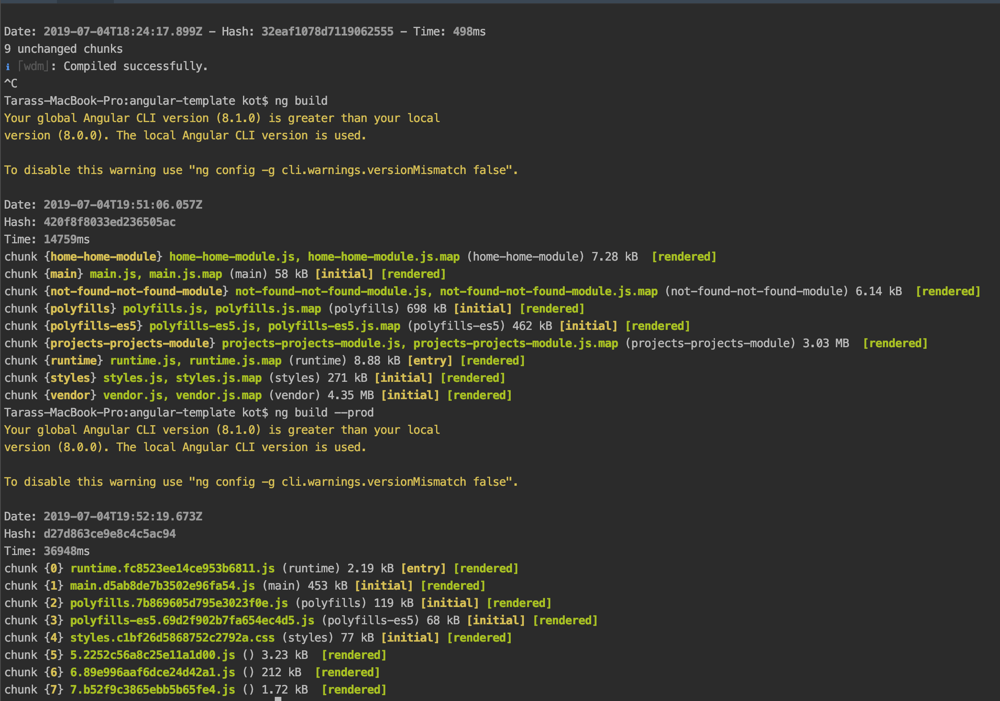 Date: 2019-07-04T18:24:17.899Z - Hash: 32eaf1078d7119062555 - Time: 498ms
9 unchanged chunks
ℹ ｢wdm｣: Compiled successfully.
^C
Tarass-MacBook-Pro:angular-template kot$ ng build
Your global Angular CLI version (8.1.0) is greater than your local
version (8.0.0). The local Angular CLI version is used.
To disable this warning use "ng config -g cli.warnings.versionMismatch false".
Date: 2019-07-04T19:51:06.057Z
Hash: 420f8f8033ed236505ac
Time: 14759ms
chunk {home-home-module} home-home-module.js, home-home-module.js.map (home-home-module) 7.28 kB  [rendered]
chunk {main} main.js, main.js.map (main) 58 kB [initial] [rendered]
chunk {not-found-not-found-module} not-found-not-found-module.js, not-found-not-found-module.js.map (not-found-not-found-module) 6.14 kB  [rendered]
chunk {polyfills} polyfills.js, polyfills.js.map (polyfills) 698 kB [initial] [rendered]
chunk {polyfills-es5} polyfills-es5.js, polyfills-es5.js.map (polyfills-es5) 462 kB [initial] [rendered]
chunk {projects-projects-module} projects-projects-module.js, projects-projects-module.js.map (projects-projects-module) 3.03 MB  [rendered]
chunk {runtime} runtime.js, runtime.js.map (runtime) 8.88 kB [entry] [rendered]
chunk {styles} styles.js, styles.js.map (styles) 271 kB [initial] [rendered]
chunk {vendor} vendor.js, vendor.js.map (vendor) 4.35 MB [initial] [rendered]
Tarass-MacBook-Pro:angular-template kot$ ng build --prod
Your global Angular CLI version (8.1.0) is greater than your local
version (8.0.0). The local Angular CLI version is used.
To disable this warning use "ng config -g cli.warnings.versionMismatch false".
Date: 2019-07-04T19:52:19.673Z
Hash: d27d863ce9e8c4c5ac94
Time: 36948ms
chunk {0} runtime.fc8523ee14ce953b6811.js (runtime) 2.19 kB [entry] [rendered]
chunk {1} main.d5ab8de7b3502e96fa54.js (main) 453 kB [initial] [rendered]
chunk {2} polyfills.7b869605d795e3023f0e.js (polyfills) 119 kB [initial] [rendered]
chunk {3} polyfills-es5.69d2f902b7fa654ec4d5.js (polyfills-es5) 68 kB [initial] [rendered]
chunk {4} styles.c1bf26d5868752c2792a.css (styles) 77 kB [initial] [rendered]
chunk {5} 5.2252c56a8c25e11a1d00.js () 3.23 kB  [rendered]
chunk {6} 6.89e996aaf6dce24d42a1.js () 212 kB  [rendered]
chunk {7} 7.b52f9c3865ebb5b65fe4.js () 1.72 kB  [rendered]